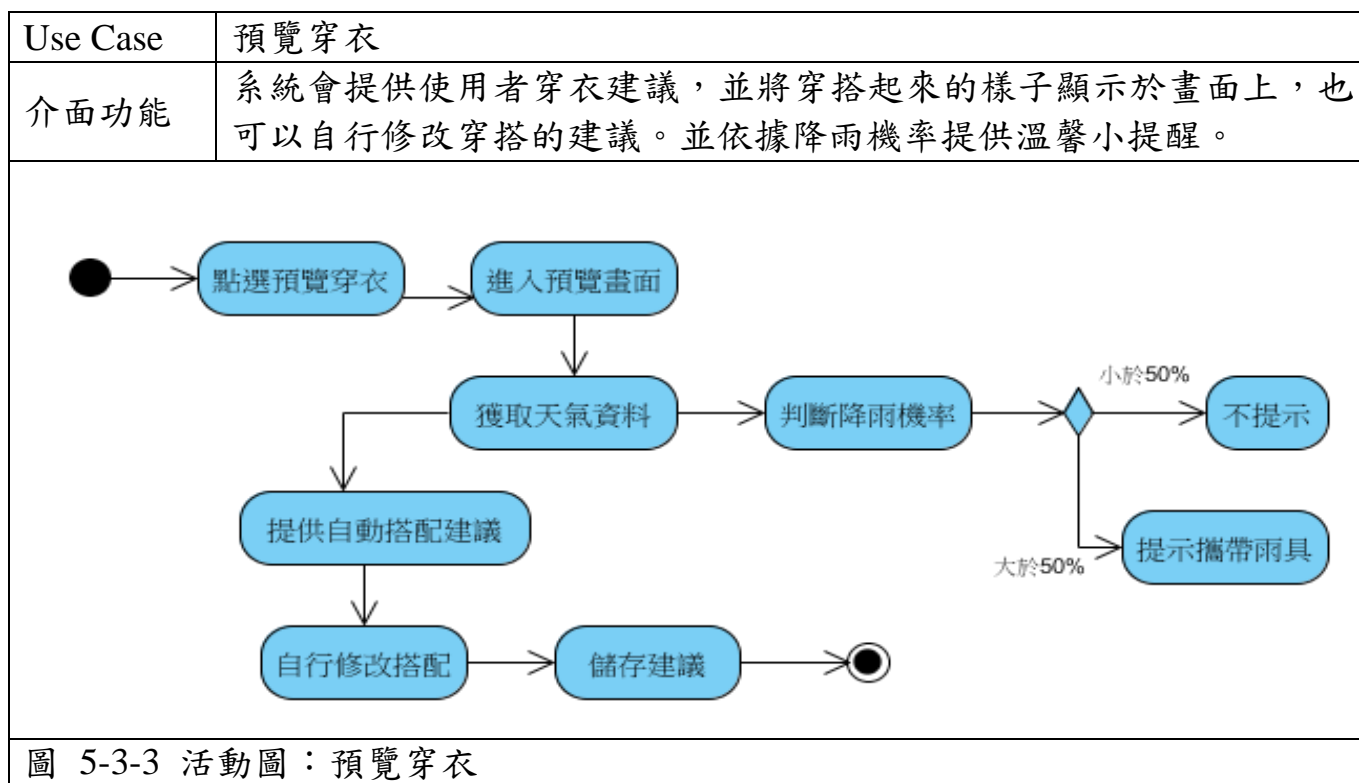 Use Case 預覽穿衣
介面功能 系統會提供使用者穿衣建議，並將穿搭起來的樣子顯示於畫面上，也
可以自行修改穿搭的建議。並依據降雨機率提供溫馨小提醒。
點選預覽穿衣
進入預覽畫面
獲取天氣資料
判斷降雨機率
小於50%
不提示
大於50%
提示攜帶雨具
提供自動搭配建議
自行修改搭配
儲存建議
圖 5-3-3 活動圖：預覽穿衣